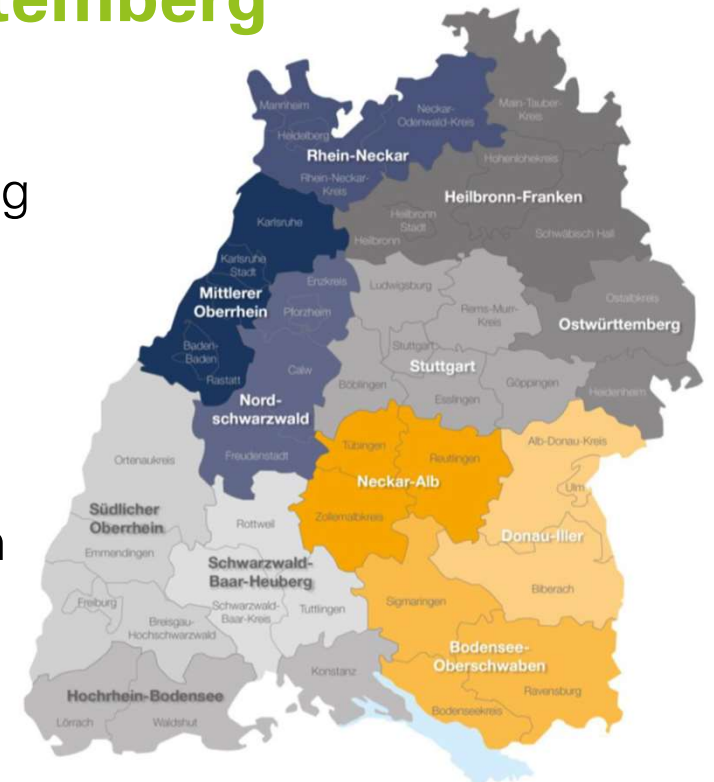 temberg
g
n
Mannheim
Heidelberg
Neckar-
Odenwald-Kreis
Main-Tauber-
Kreis
Rhein-Neckar
Hohenlohekreis
Rhein-Neckar-
Kreis
Heilbronn-Franken
Karlsruhe
Heilbronn
Stadt
Heilbronn
Schwäbisch Hall
Karlsruhe
Stadt
Enzkreis
Ludwigsburg
Mittlerer
Oberrhein
Pforzheim
Rems-Murr-
Kreis
Ostalbkreis
Ostwürttemberg
Baden-
Baden
Stuttgart
Stuttgart
Rastatt
Calw
Böblingen
Esslingen
Göppingen
Heidenheim
Nord-
schwarzwald
Freudenstadt
Tübingen
Reutlingen
Alb-Donau-Kreis
Ortenaukreis
Neckar-Alb
Ulm
Südlicher
Oberrhein
Rottweil
Zollernalbkreis
Donau-Iller
Emmendingen
Schwarzwald-
Baar-Heuberg
Biberach
Freiburg
Schwarzwald-
Baar-Kreis
Tuttlingen
Sigmaringen
Breisgau-
Hochschwarzwald
Bodensee-
Oberschwaben
Konstanz
Ravensburg
Hochrhein-Bodensee
Bodenseekreis
Lörrach
Waldshut